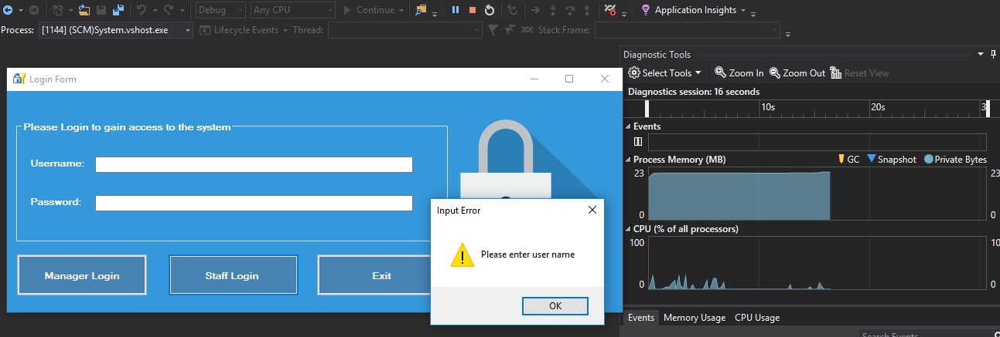 Debug Any CPU Continue Application Insights
Process: [1144] (SCM)System.vshost.exe Lifecycle Events Thread: Stack Frame:
Diagnostic Tools
Select Tools Zoom In Zoom Out Reset View
Diagnostics session: 16 seconds
10s 20s 3
Events
Process Memory (MB) GC Snapshot Private Bytes
23 23
0 0
CPU (% of all processors)
100 10
0 0
Events Memory Usage CPU Usage
Search Events
Login Form
Please Login to gain access to the system
Username:
Password:
Manager Login Staff Login Exit
Input Error
Please enter user name
OK